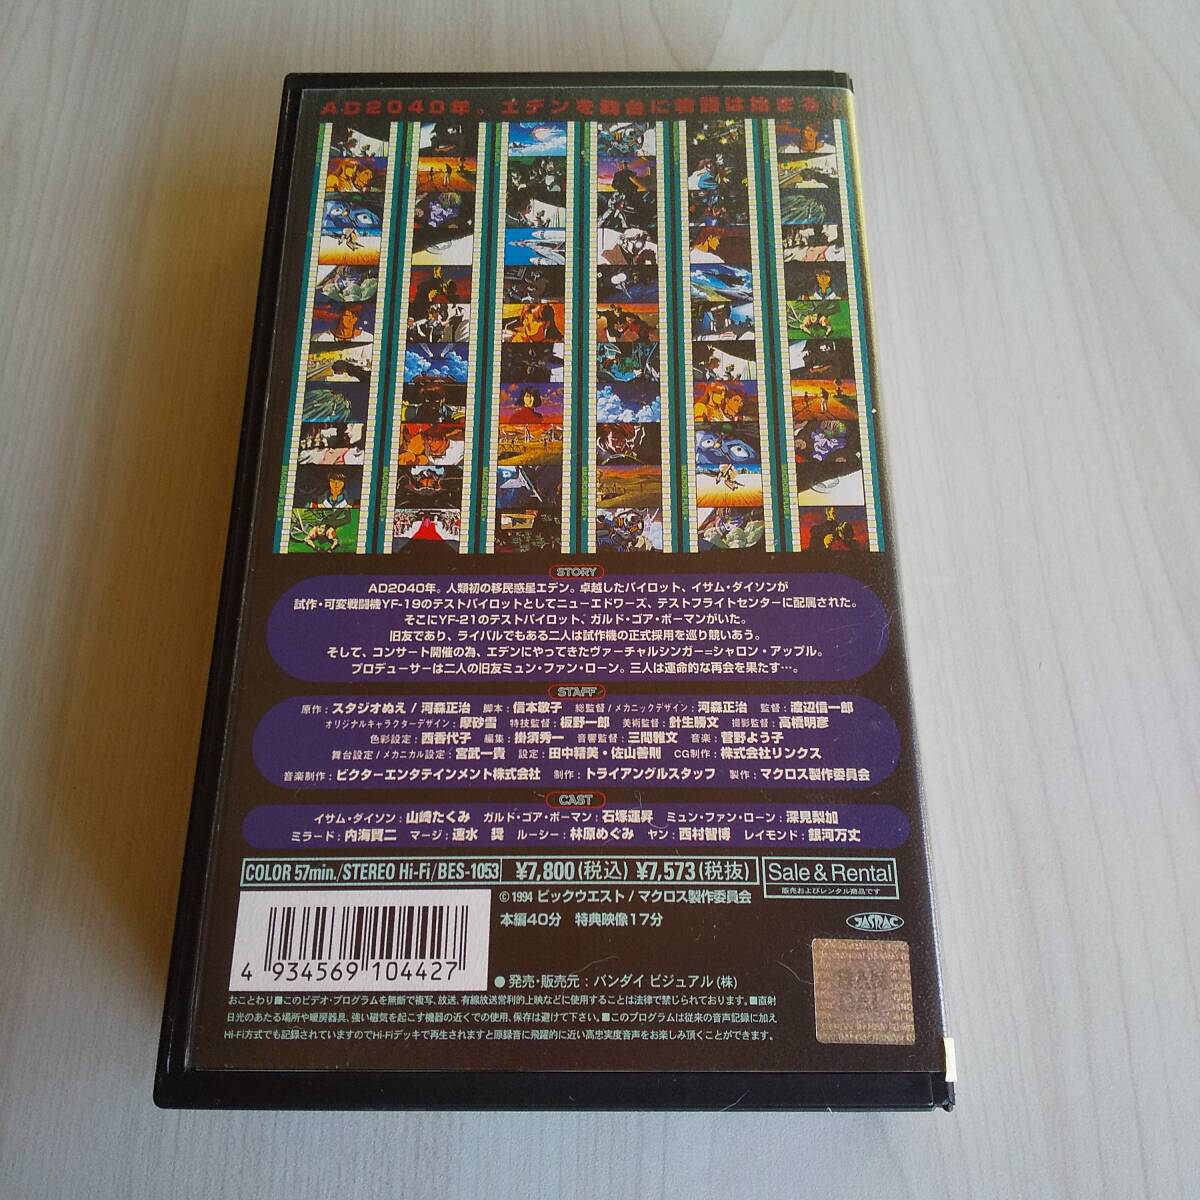 AD2040年。エデンを舞台に物語は始まる!
STORY
AD2040年。人類初の移民惑星エデン。卓越したパイロット、イサム・ダイソンが
試作・可変戦闘機YF-19のテストパイロットとしてニューエドワーズ、テストフライトセンターに配属された。
そこにYF-21のテストパイロット、ガルド・ゴア・ボーマンがいた。
旧友であり、ライバルでもある二人は試作機の正式採用を巡り競いあう。
そして、コンサート開催の為、エデンにやってきたヴァーチャルシンガー=シャロン・アップル。
プロデューサーは二人の旧友ミュン・ファン・ローン。三人は運命的な再会を果たす…。
STAFF
原作:スタジオぬえ/河森正治 脚本:信本敬子 総監督/メカニックデザイン:河森正治 監督:渡辺信一郎
オリジナルキャラクターデザイン:摩砂雪 特技監督:板野一郎 美術監督:針生勝文 撮影監督:高橋明彦
色彩設定:西香代子 編集:掛須秀一 音響監督:三間雅文 音楽:菅野よう子
舞台設定/メカニカル設定:宮武一貴 設定:田中精美・佐山善則 CG制作:株式会社リンクス
音楽制作:ビクターエンタテインメント株式会社 制作:トライアングルスタッフ 製作:マクロス製作委員会
CAST
イサム・ダイソン:山崎たくみ ガルド・ゴア・ボーマン:石塚運昇 ミュン・ファン・ローン:深見梨加
ミラード:内海賢二 マージ:速水 奨 ルーシー:林原めぐみ ヤン:西村智博 レイモンド:銀河万丈
COLOR 57min./STEREO Hi-Fi/BES-1053 ¥7,800(税込) ¥7,573(税抜) Sale & Rental
販売およびレンタル商品です
©1994 ビックウエスト/マクロス製作委員会
本編40分 特典映像17分
JASRAC
4 934569 104427
●発売・販売元:バンダイ ビジュアル(株)
おことわり■このビデオ・プログラムを無断で複写、放送、有線放送営利的上映などに使用することは法律で禁じられております。■直射
日光のあたる場所や暖房器具、強い磁気を起こす機器の近くでの使用、保存は避けて下さい。■このプログラムは従来の音声記録に加え
Hi-Fi方式でも記録されていますのでHi-Fiデッキで再生されますと原録音に飛躍的に近い高忠実度音声をお楽しみ頂くことができます。